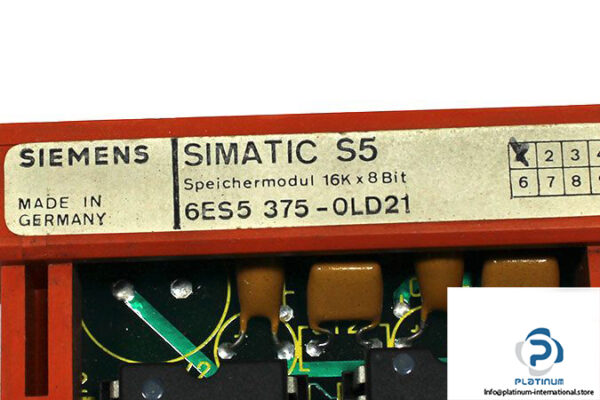 SIEMENS
SIMATIC S5
Speichermodul 16K x 8 Bit
6ES5 375-0LD21
MADE IN
GERMANY
2 3 4
6 7 8
PLATINUM
Info@platinum-international.store